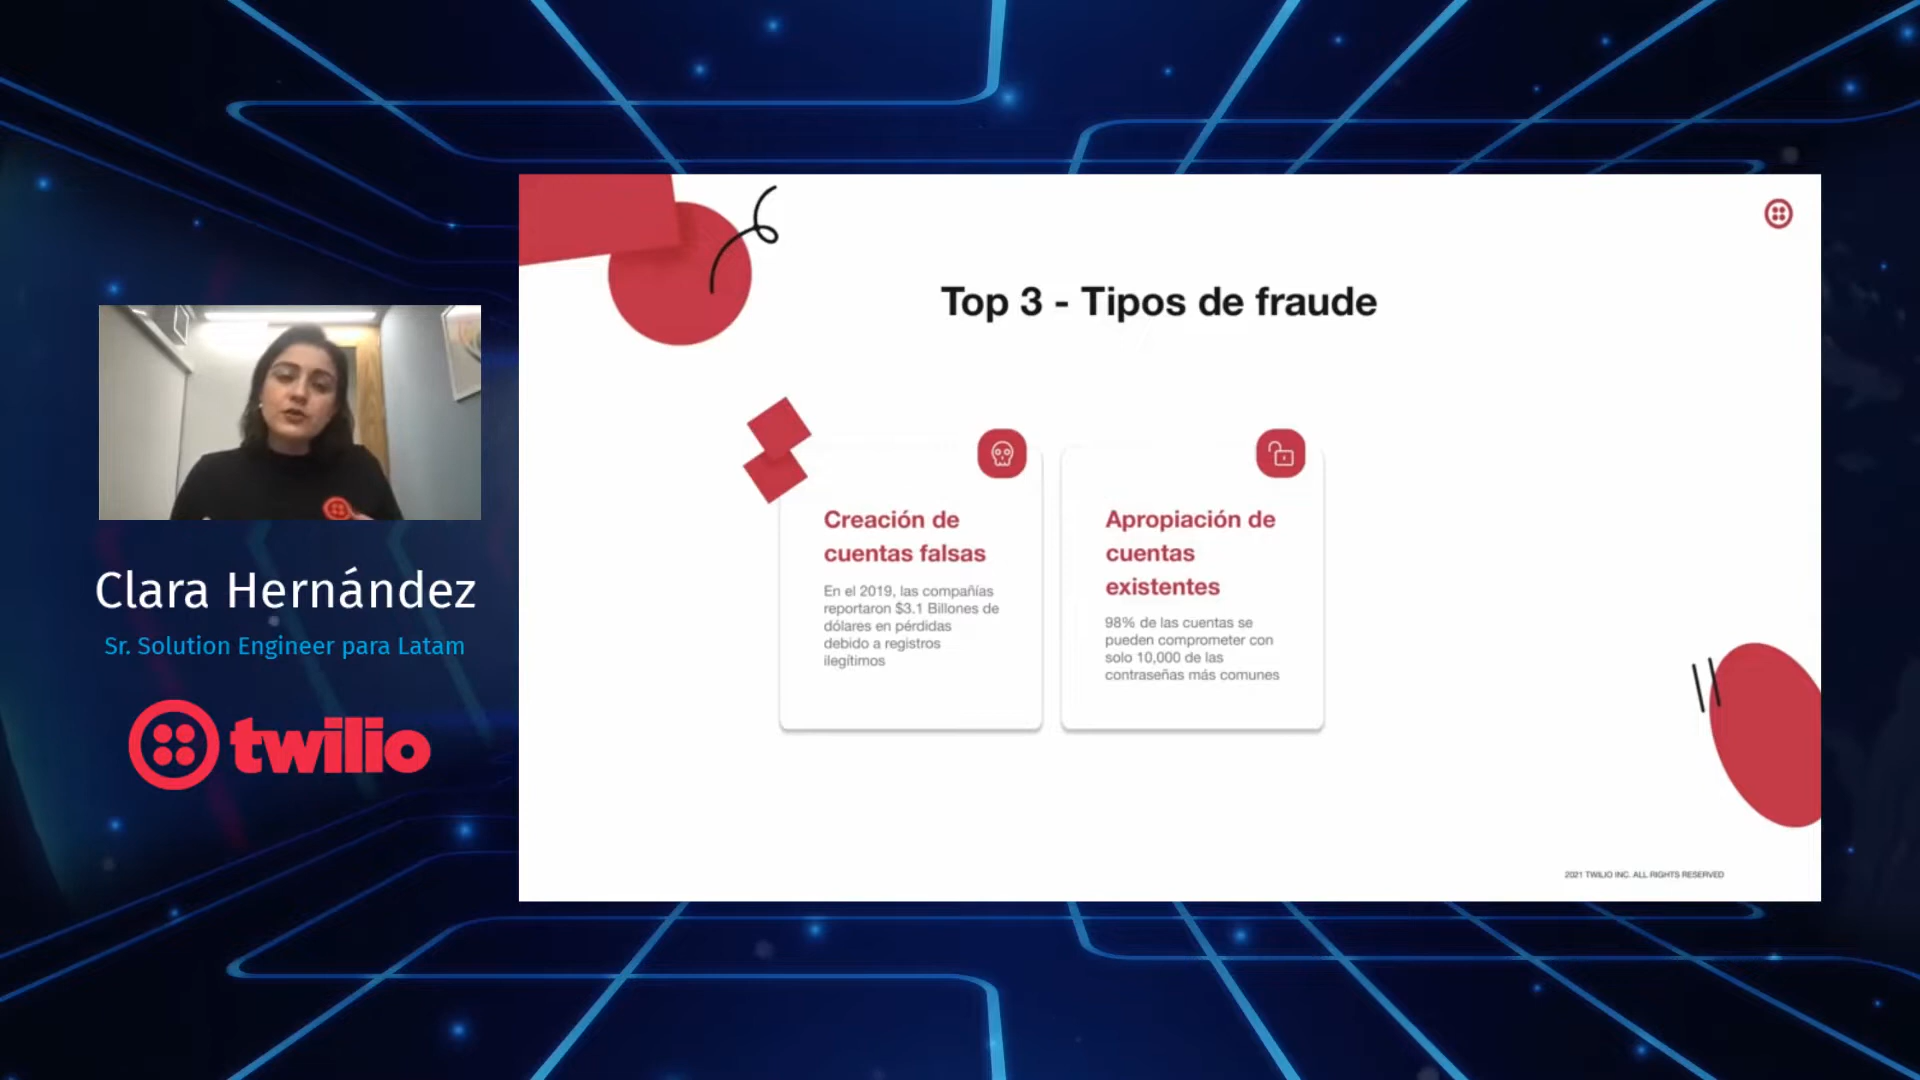 Clara Hernández
Sr. Solution Engineer para Latam
twilio
Top 3 - Tipos de fraude
Creación de
cuentas falsas
En el 2019, las compañías
reportaron $3.1 Billones de
dólares en pérdidas
debido a registros
ilegítimos
Apropiación de
cuentas
existentes
98% de las cuentas se
pueden comprometer con
solo 10,000 de las
contraseñas más comunes
2021 TWILIO INC. ALL RIGHTS RESERVED